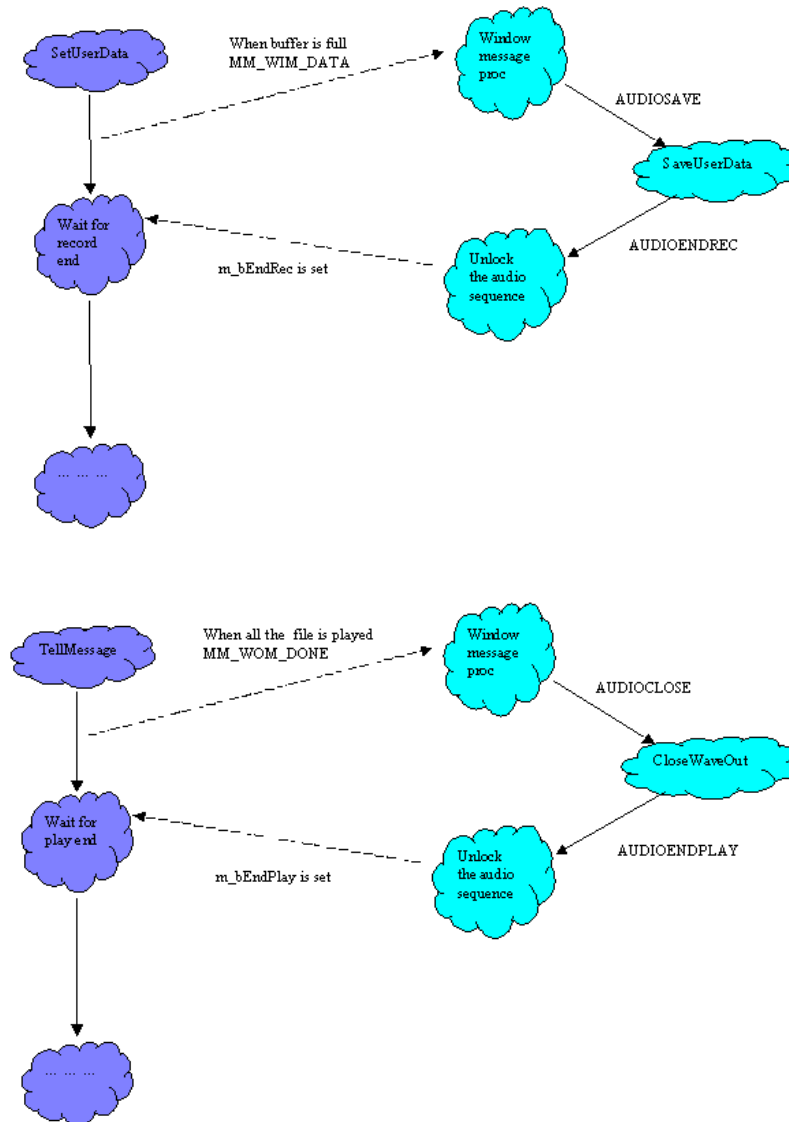 SetUserData
When buffer is full
MM_WIM_DATA
Window
message
proc
AUDIOSAVE
SaveUserData
Wait for
record
end
AUDIOENDREC
Unlock
the audio
sequence
m_bEndRec is set
... ... ...
TellMessage
When all the file is played
MM_WOM_DONE
Window
message
proc
AUDIOCLOSE
CloseWaveOut
Wait for
play end
AUDIOENDPLAY
Unlock
the audio
sequence
m_bEndPlay is set
... ... ...